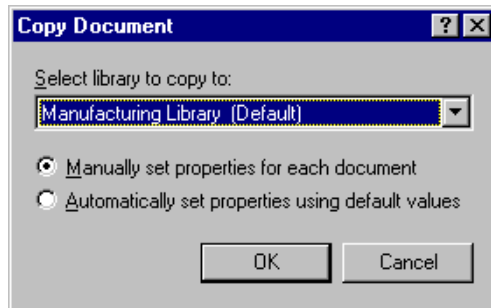 Copy Document
Select library to copy to:
Manufacturing Library (Default)
Manually set properties for each document
Automatically set properties using default values
OK Cancel